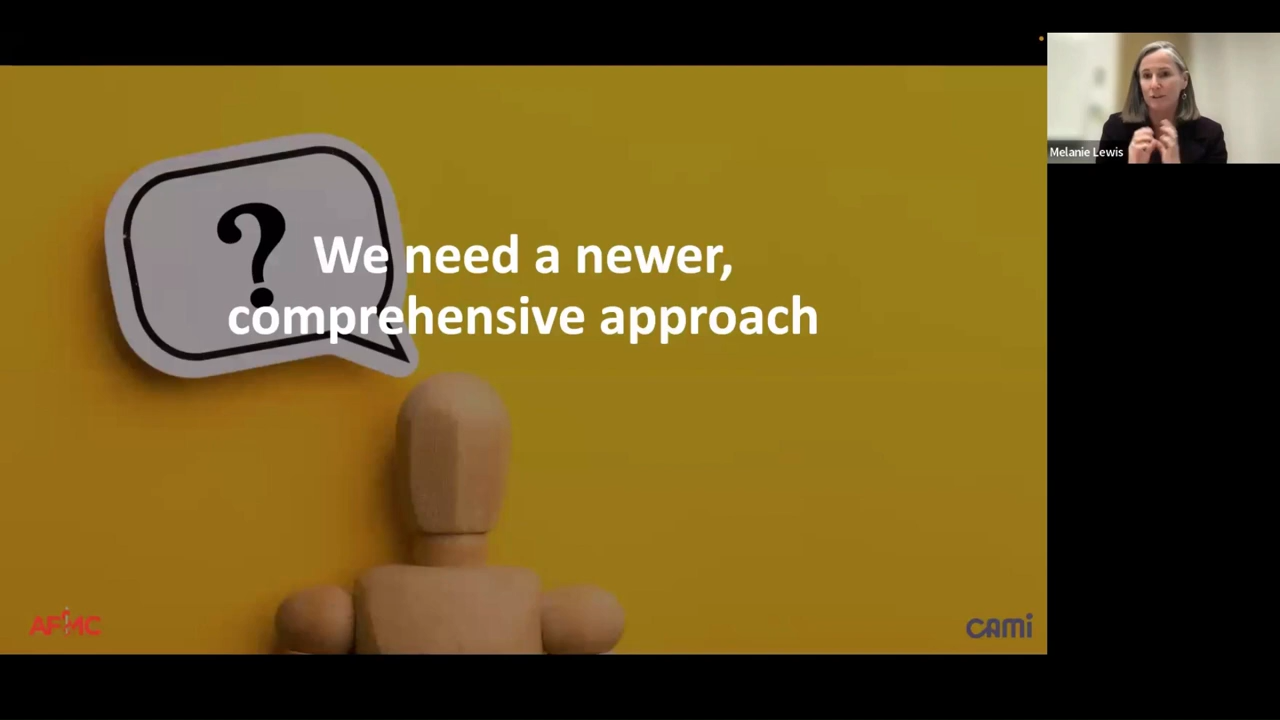 ?
We need a newer,
comprehensive approach
Melanie Lewis
AFMC
CAMi